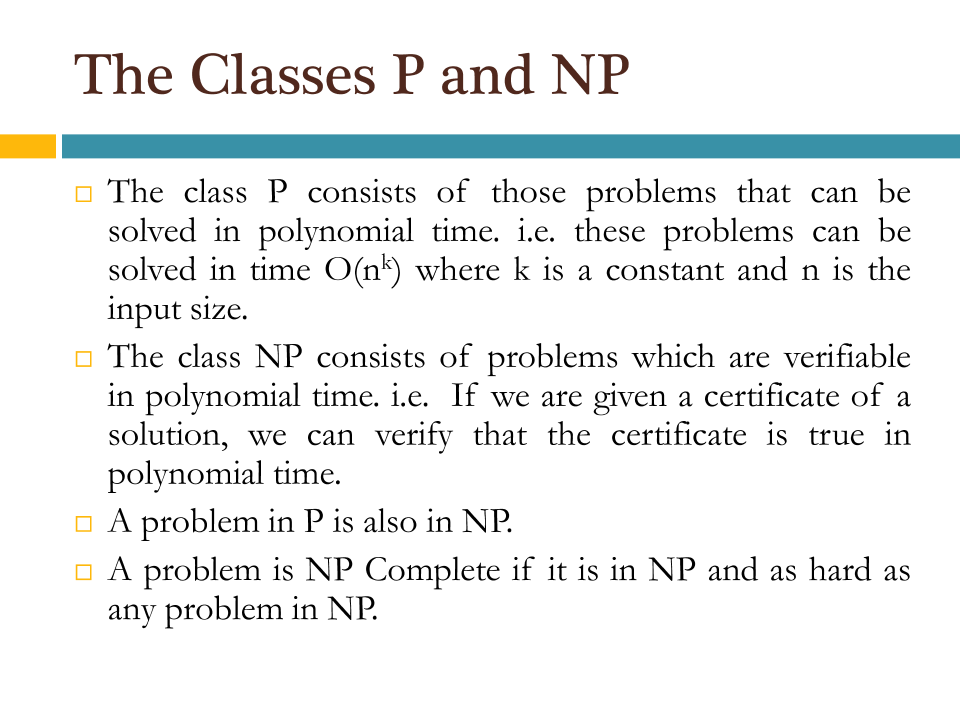 The Classes P and NP
The class P consists of those problems that can be
solved in polynomial time. i.e. these problems can be
solved in time O(n^k) where k is a constant and n is the
input size.
The class NP consists of problems which are verifiable
in polynomial time. i.e. If we are given a certificate of a
solution, we can verify that the certificate is true in
polynomial time.
A problem in P is also in NP.
A problem is NP Complete if it is in NP and as hard as
any problem in NP.